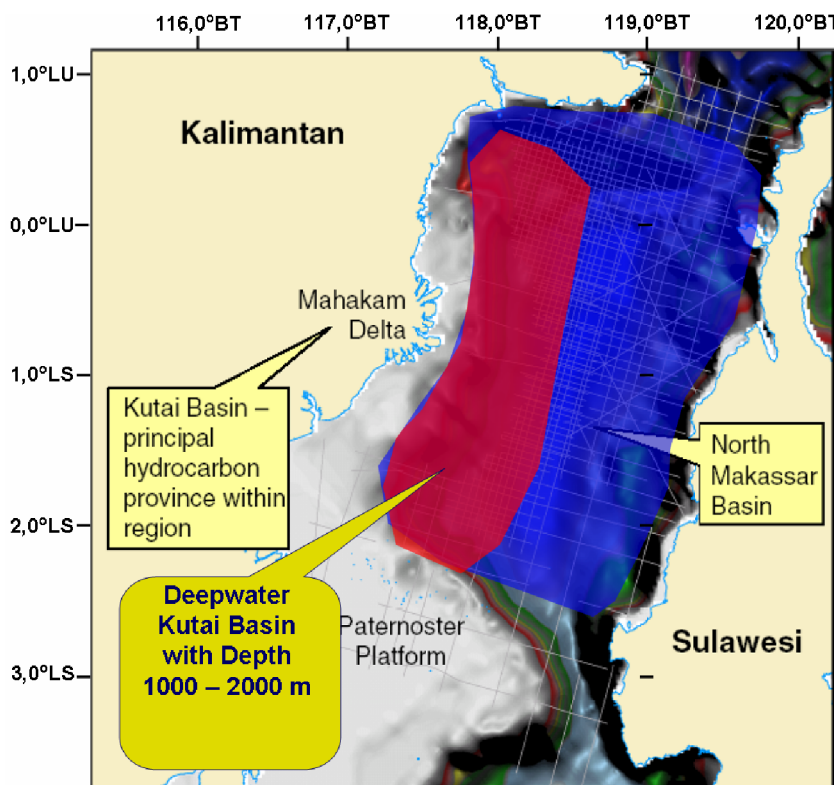 116,0°BT 117,0°BT 118,0°BT 119,0°BT 120,0°BT
1,0°LU
Kalimantan
0,0°LU
Mahakam
Delta
1,0°LS
Kutai Basin –
principal
hydrocarbon
province within
region
North
Makassar
Basin
2,0°LS
Deepwater
Kutai Basin
with Depth
1000 – 2000 m
Paternoster
Platform
Sulawesi
3,0°LS